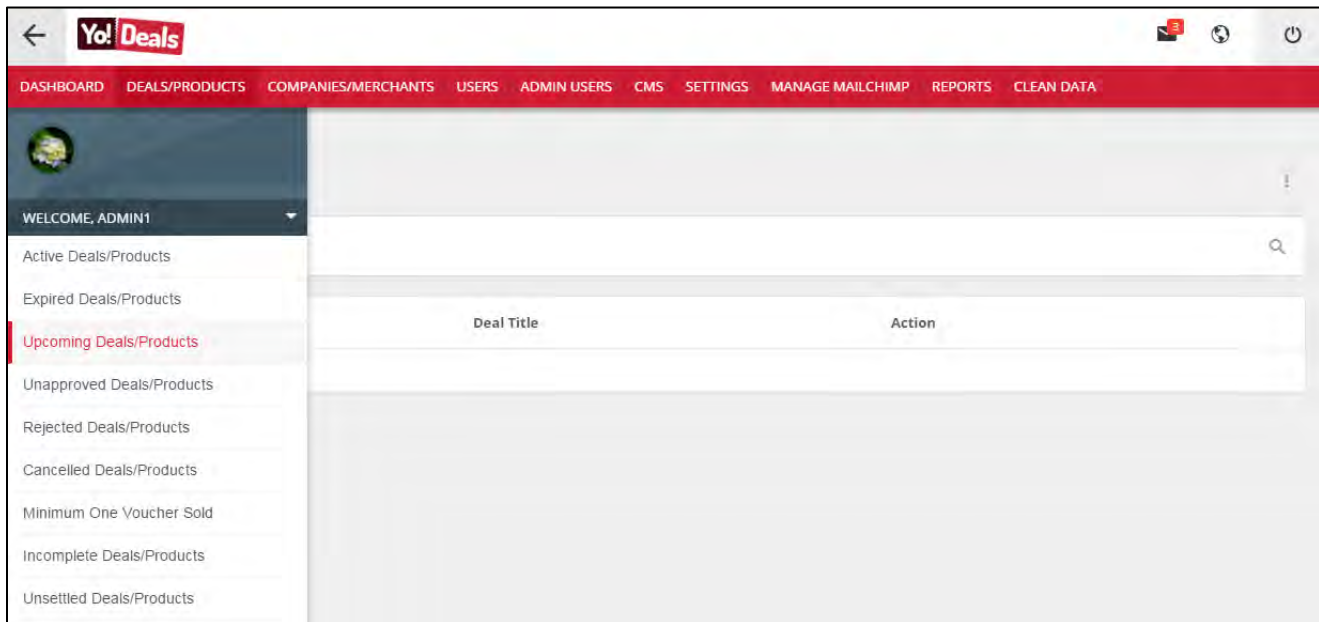 Yo! Deals
3
DASHBOARD DEALS/PRODUCTS COMPANIES/MERCHANTS USERS ADMIN USERS CMS SETTINGS MANAGE MAILCHIMP REPORTS CLEAN DATA
WELCOME, ADMIN1
Active Deals/Products
Expired Deals/Products
Deal Title Action
Upcoming Deals/Products
Unapproved Deals/Products
Rejected Deals/Products
Cancelled Deals/Products
Minimum One Voucher Sold
Incomplete Deals/Products
Unsettled Deals/Products